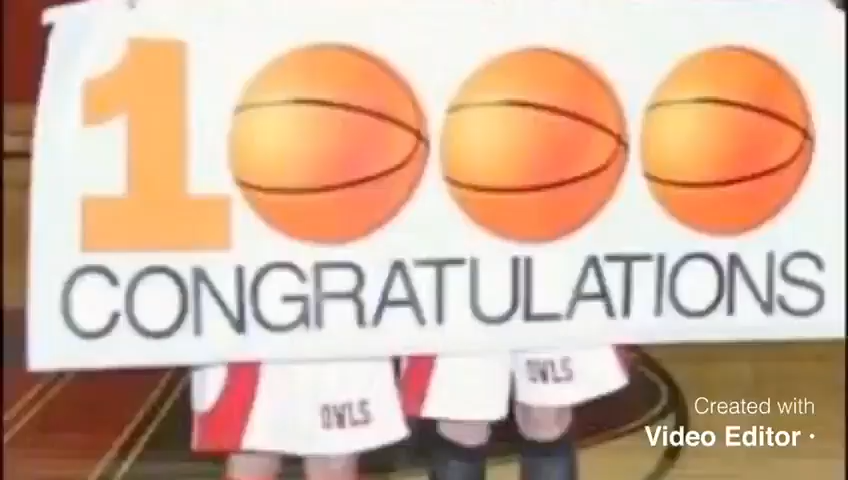 1000
CONGRATULATIONS
OWLS OWLS
Created with
Video Editor ·